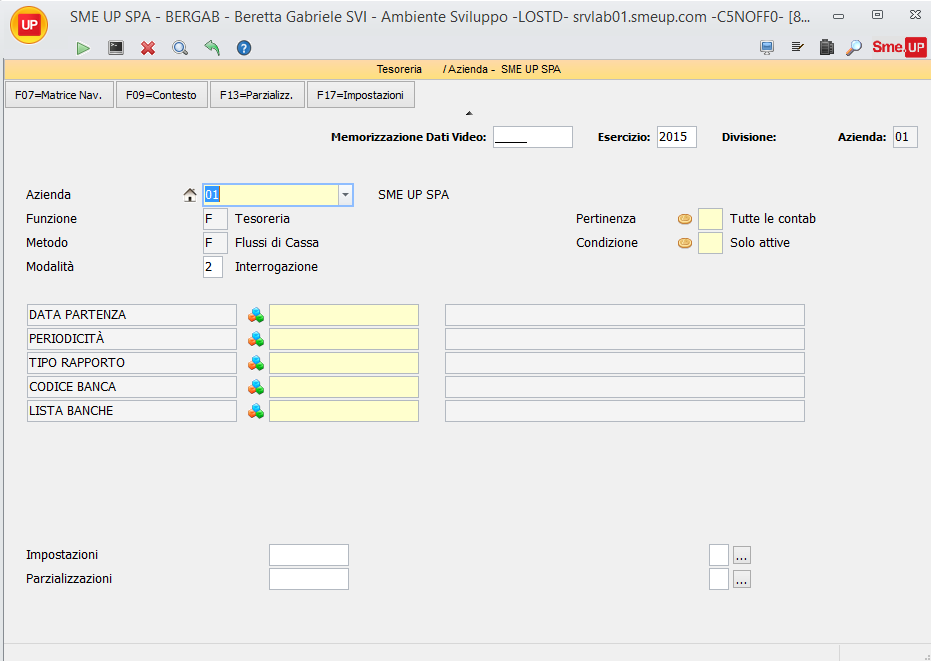 UP SME UP SPA - BERGAB - Beretta Gabriele SVI - Ambiente Sviluppo -LOSTD- srvlab01.smeup.com -C5NOFF0- [8...
Sme.UP
Tesoreria / Azienda - SME UP SPA
F07=Matrice Nav. F09=Contesto F13=Parzializz. F17=Impostazioni
Memorizzazione Dati Video: _____ Esercizio: 2015 Divisione: Azienda: 01
Azienda 01 SME UP SPA
Funzione F Tesoreria Pertinenza Tutte le contab
Metodo F Flussi di Cassa Condizione Solo attive
Modalità 2 Interrogazione
DATA PARTENZA
PERIODICITÀ
TIPO RAPPORTO
CODICE BANCA
LISTA BANCHE
Impostazioni ...
Parzializzazioni ...